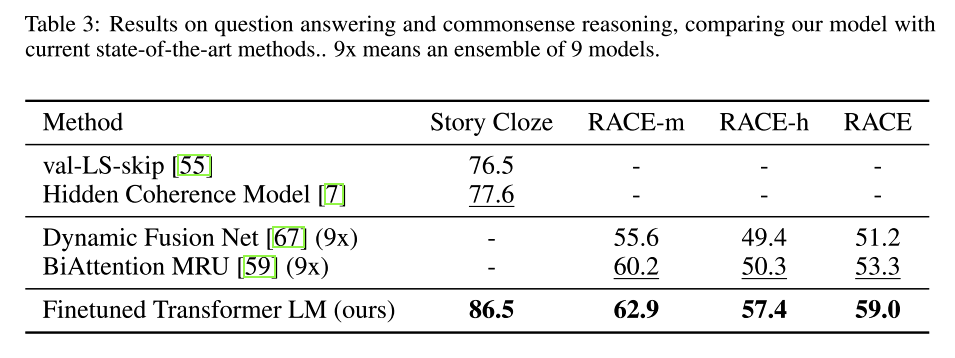 Table 3: Results on question answering and commonsense reasoning, comparing our model with
current state-of-the-art methods.. 9x means an ensemble of 9 models.
Method Story Cloze RACE-m RACE-h RACE
val-LS-skip [55] 76.5 - - -
Hidden Coherence Model [7] 77.6 - - -
Dynamic Fusion Net [67] (9x) - 55.6 49.4 51.2
BiAttention MRU [59] (9x) - 60.2 50.3 53.3
Finetuned Transformer LM (ours) 86.5 62.9 57.4 59.0